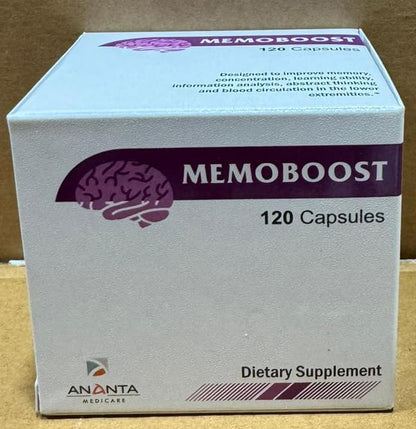 MEMOBOOST
120 Capsules
Designed to improve memory,
concentration, learning ability,
information analysis, abstract thinking
and blood circulation in the lower
extremities.*
MEMOBOOST
120 Capsules
ANANTA
MEDICARE
Dietary Supplement